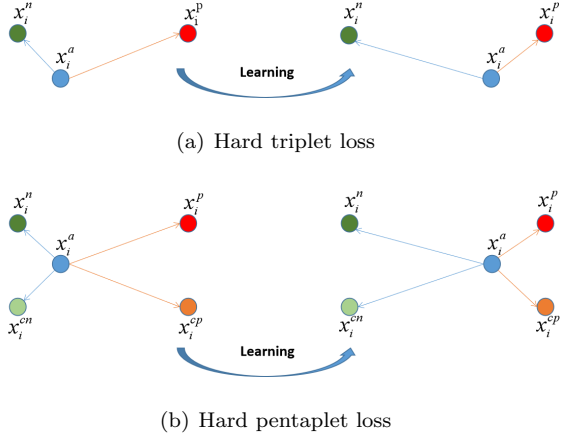 x_i^n x_i^p x_i^n x_i^p
x_i^a x_i^a
Learning
(a) Hard triplet loss
x_i^n x_i^p x_i^n x_i^p
x_i^a x_i^a
x_i^{cn} x_i^{cp} x_i^{cn} x_i^{cp}
Learning
(b) Hard pentaplet loss